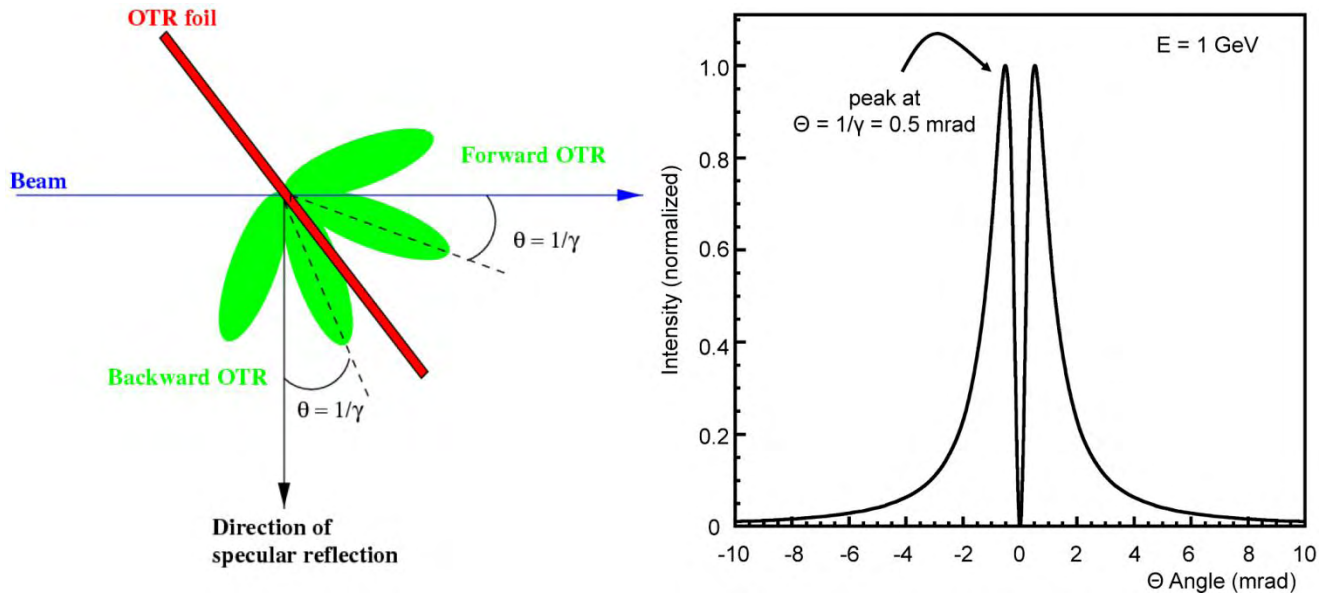 OTR foil
Beam
Forward OTR
θ = 1/γ
Backward OTR
θ = 1/γ
Direction of
specular reflection
E = 1 GeV
peak at
Θ = 1/γ = 0.5 mrad
Intensity (normalized)
1.0
0.8
0.6
0.4
0.2
0
-10 -8 -6 -4 -2 0 2 4 6 8 10
Θ Angle (mrad)